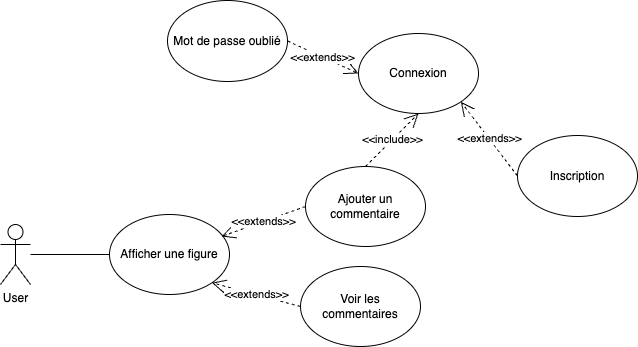 Mot de passe oublié
<<extends>>
Connexion
<<include>>
<<extends>>
Inscription
Ajouter un
commentaire
<<extends>>
Afficher une figure
User
<<extends>>
Voir les
commentaires